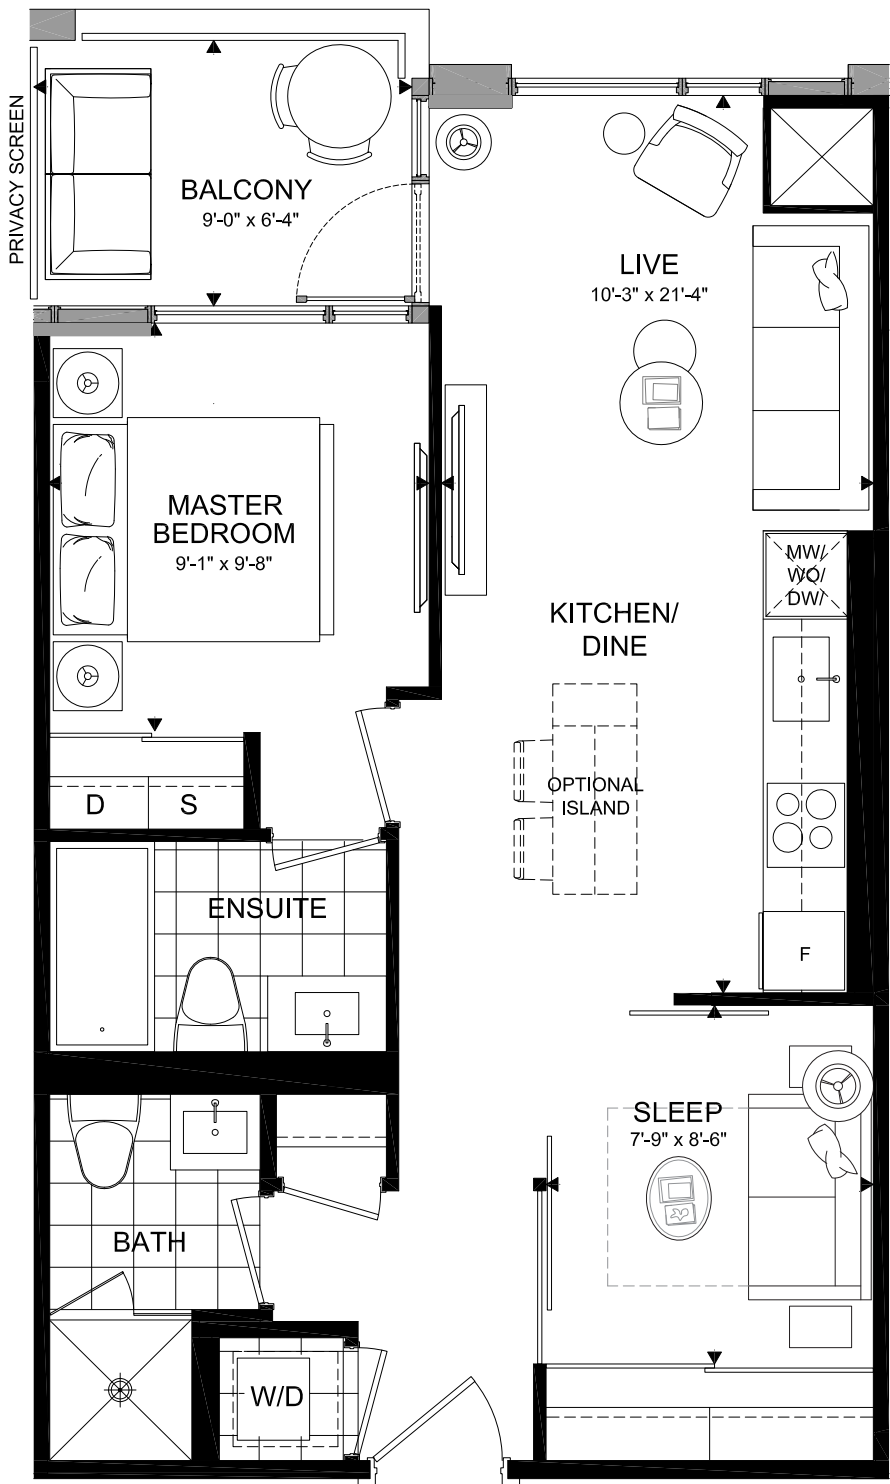 PRIVACY SCREEN
BALCONY
9'-0" x 6'-4"
LIVE
10'-3" x 21'-4"
MASTER
BEDROOM
9'-1" x 9'-8"
MW/
WO/
DW/
KITCHEN/
DINE
OPTIONAL
ISLAND
D S
ENSUITE
F
SLEEP
7'-9" x 8'-6"
BATH
W/D